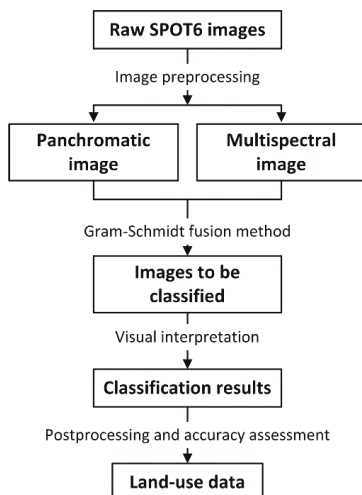 Raw SPOT6 images
Image preprocessing
Panchromatic
image
Multispectral
image
Gram-Schmidt fusion method
Images to be
classified
Visual interpretation
Classification results
Postprocessing and accuracy assessment
Land-use data